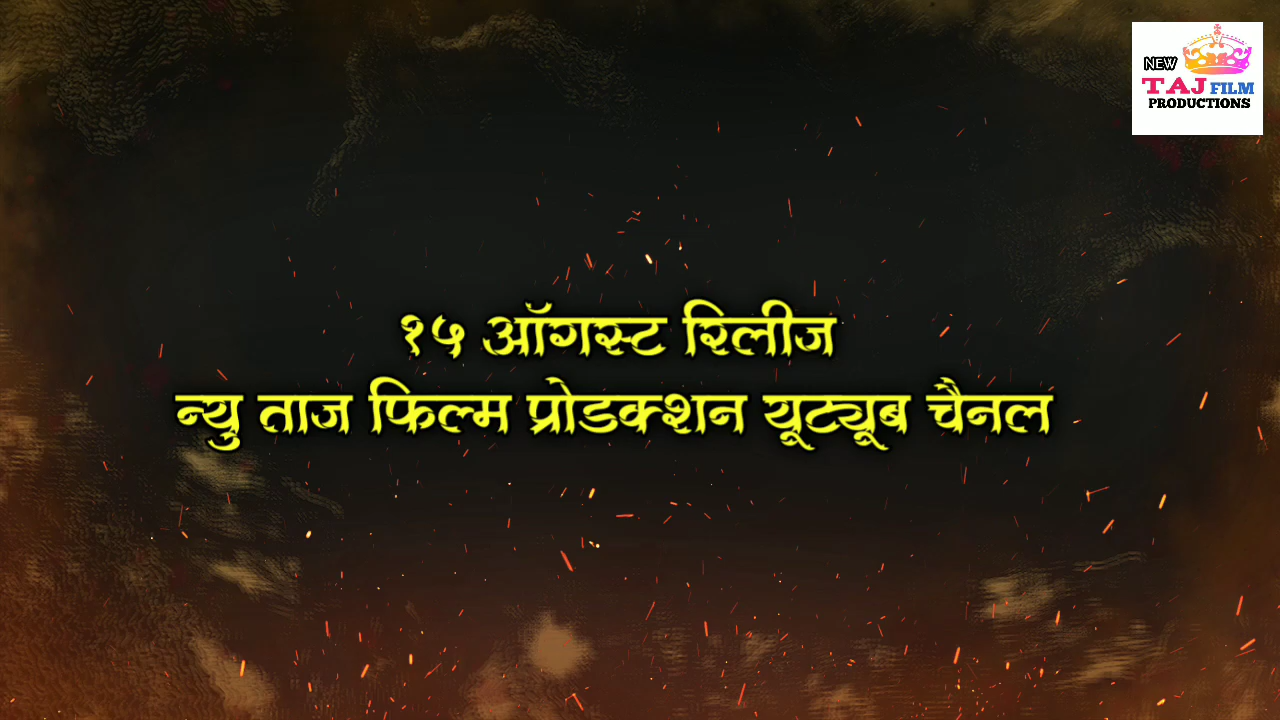 NEW
TAJ FILM
PRODUCTIONS
१५ ऑगस्ट रिलीज
न्यु ताज फिल्म प्रोडक्शन यूट्यूब चैनल